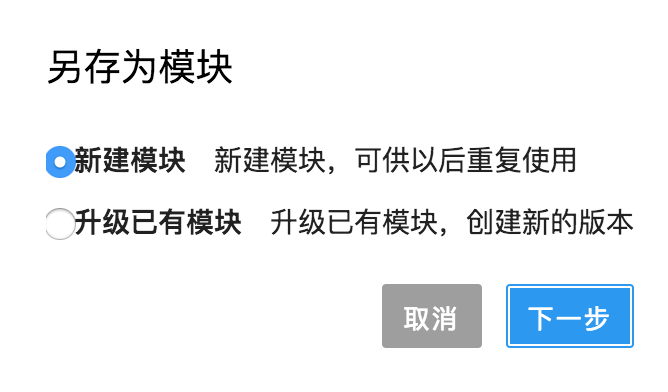 另存为模块
新建模块 新建模块，可供以后重复使用
升级已有模块 升级已有模块，创建新的版本
取消 下一步